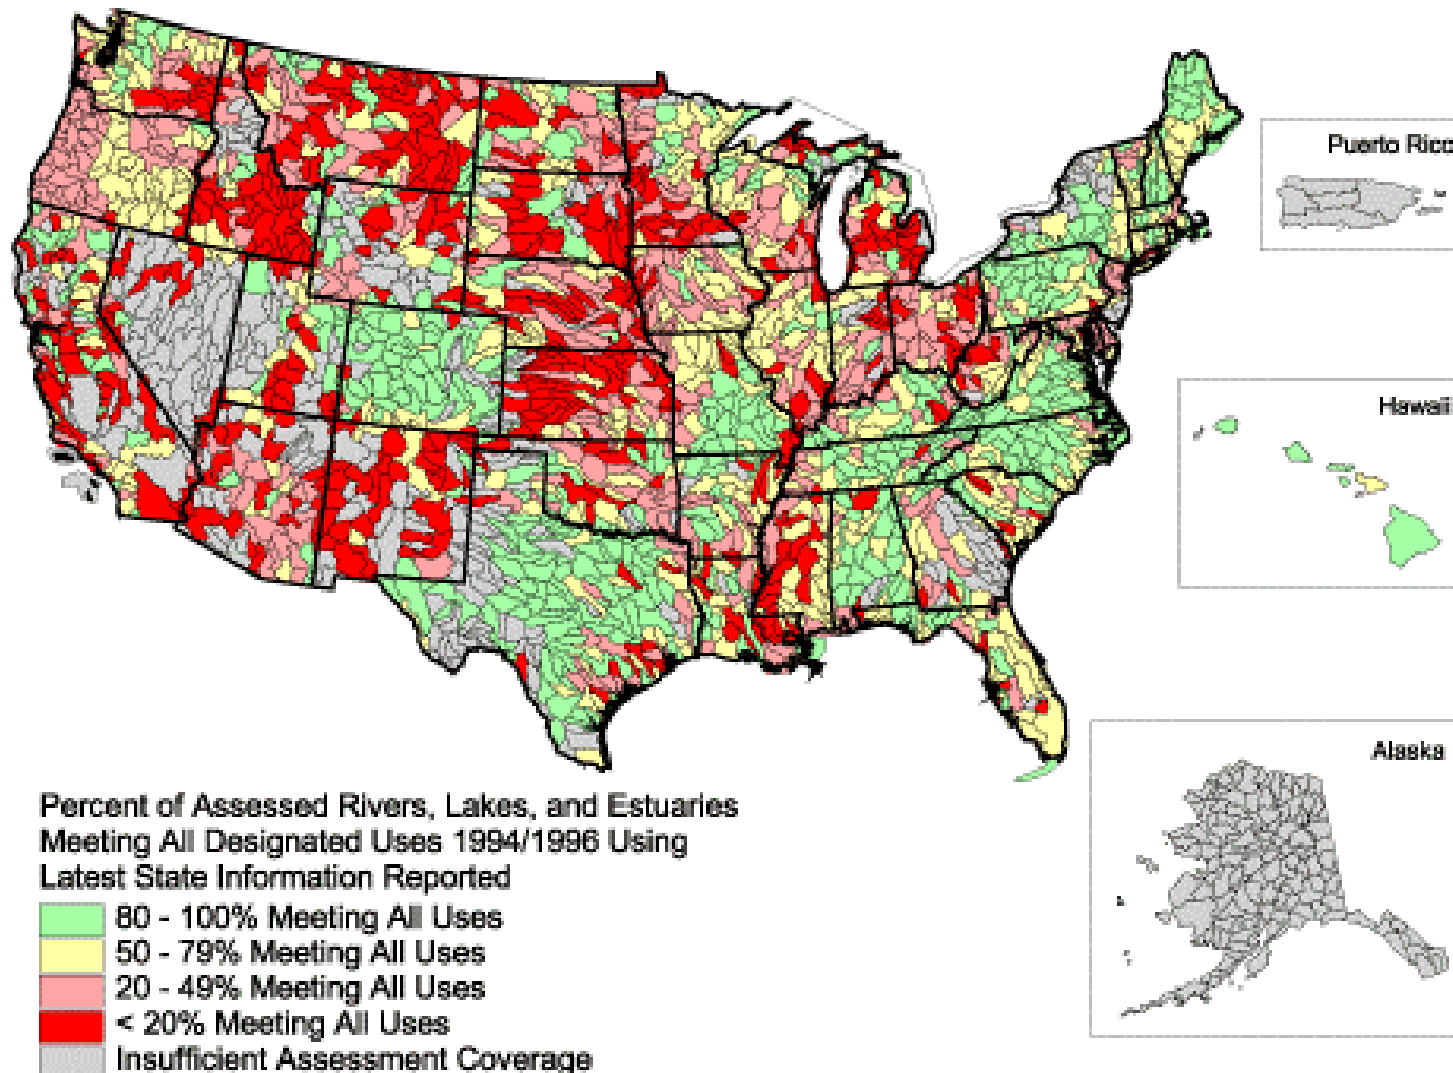 Puerto Rico
Hawaii
Alaska
Percent of Assessed Rivers, Lakes, and Estuaries
Meeting All Designated Uses 1994/1996 Using
Latest State Information Reported
80 - 100% Meeting All Uses
50 - 79% Meeting All Uses
20 - 49% Meeting All Uses
< 20% Meeting All Uses
Insufficient Assessment Coverage